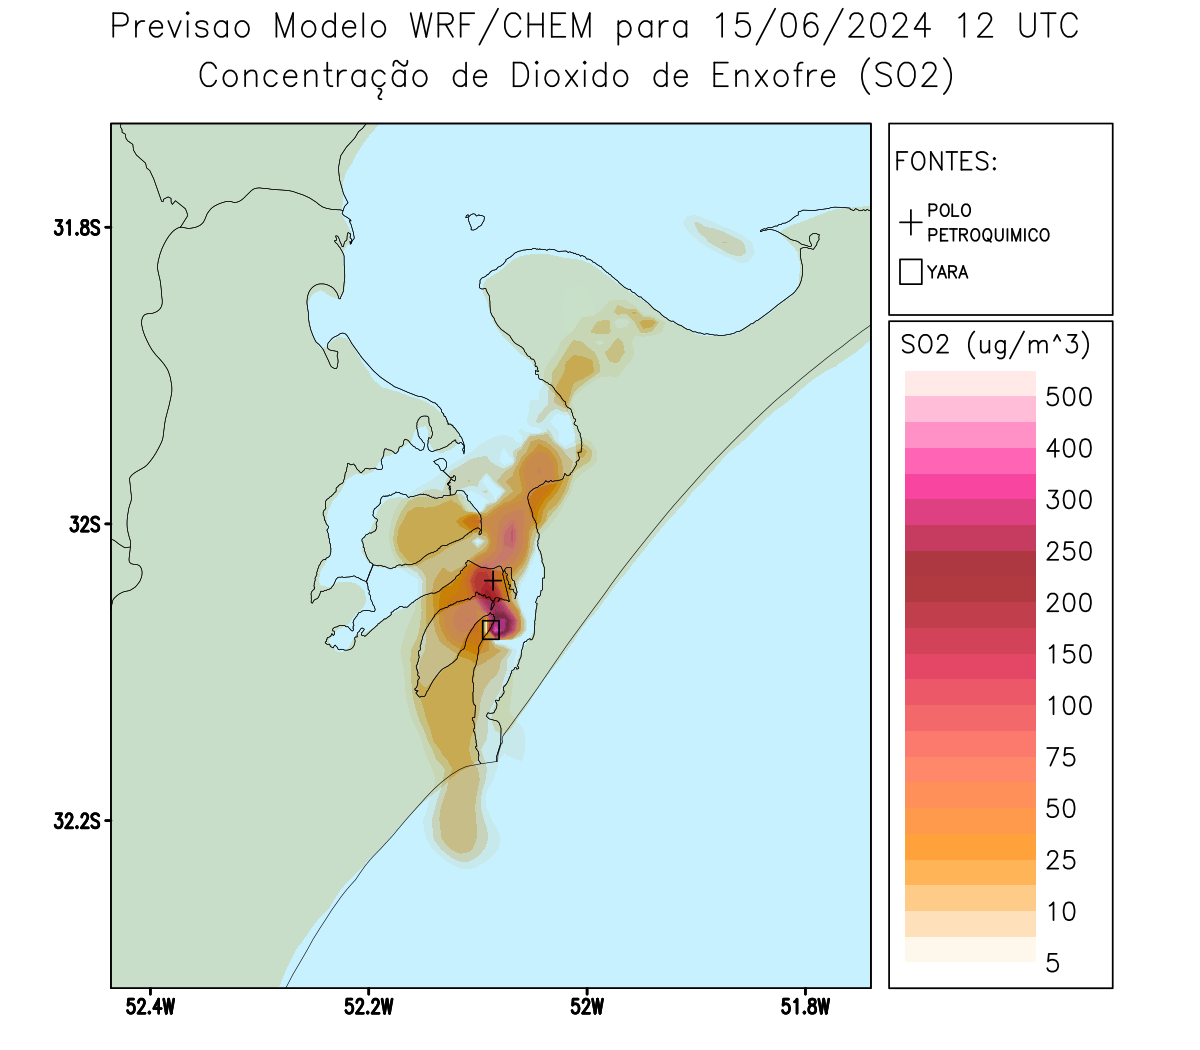 Previsao Modelo WRF/CHEM para 15/06/2024 12 UTC
Concentração de Dioxido de Enxofre (SO2)
FONTES:
POLO
PETROQUIMICO
YARA
SO2 (ug/m^3)
500
400
300
250
200
150
100
75
50
25
10
5
31.8S
32S
32.2S
52.4W
52.2W
52W
51.8W